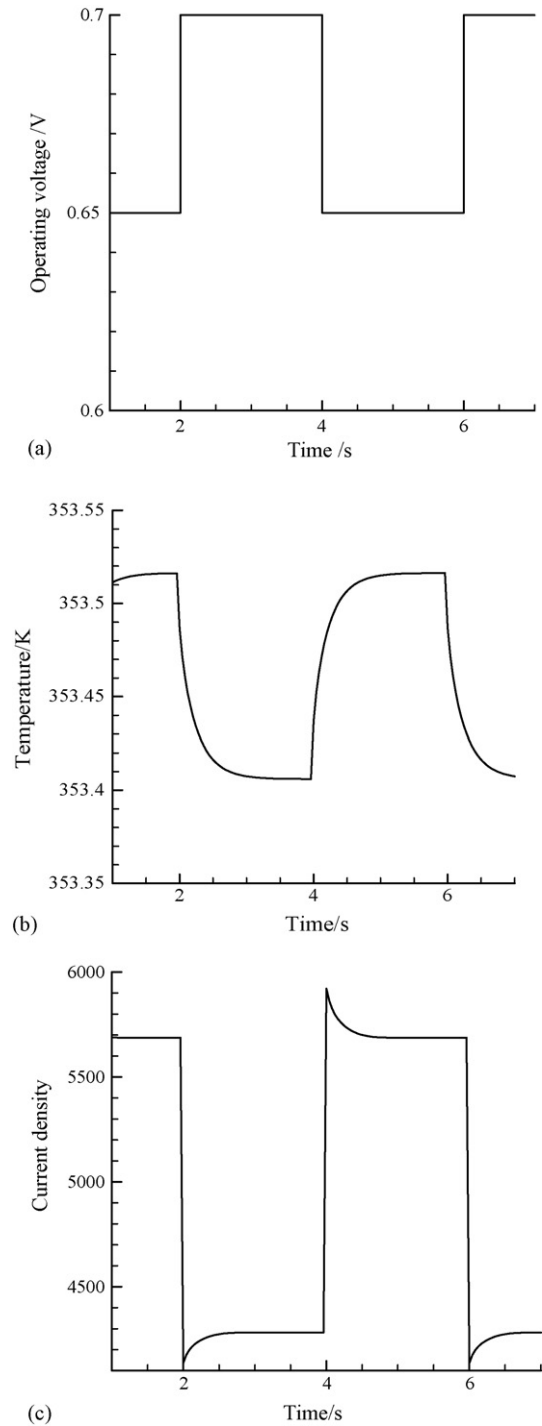 0.7
0.65
0.6
Operating voltage /V
2 4 6
Time /s
(a)
353.55
353.5
353.45
353.4
353.35
Temperature/K
2 4 6
Time/s
(b)
6000
5500
5000
4500
Current density
2 4 6
Time/s
(c)